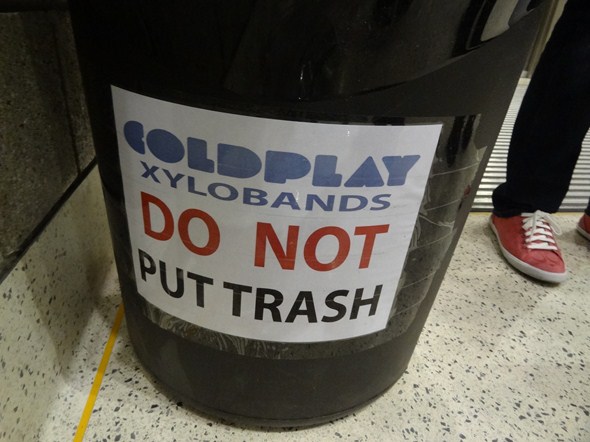 COLDPLAY
XYLOBANDS
DO NOT
PUT TRASH